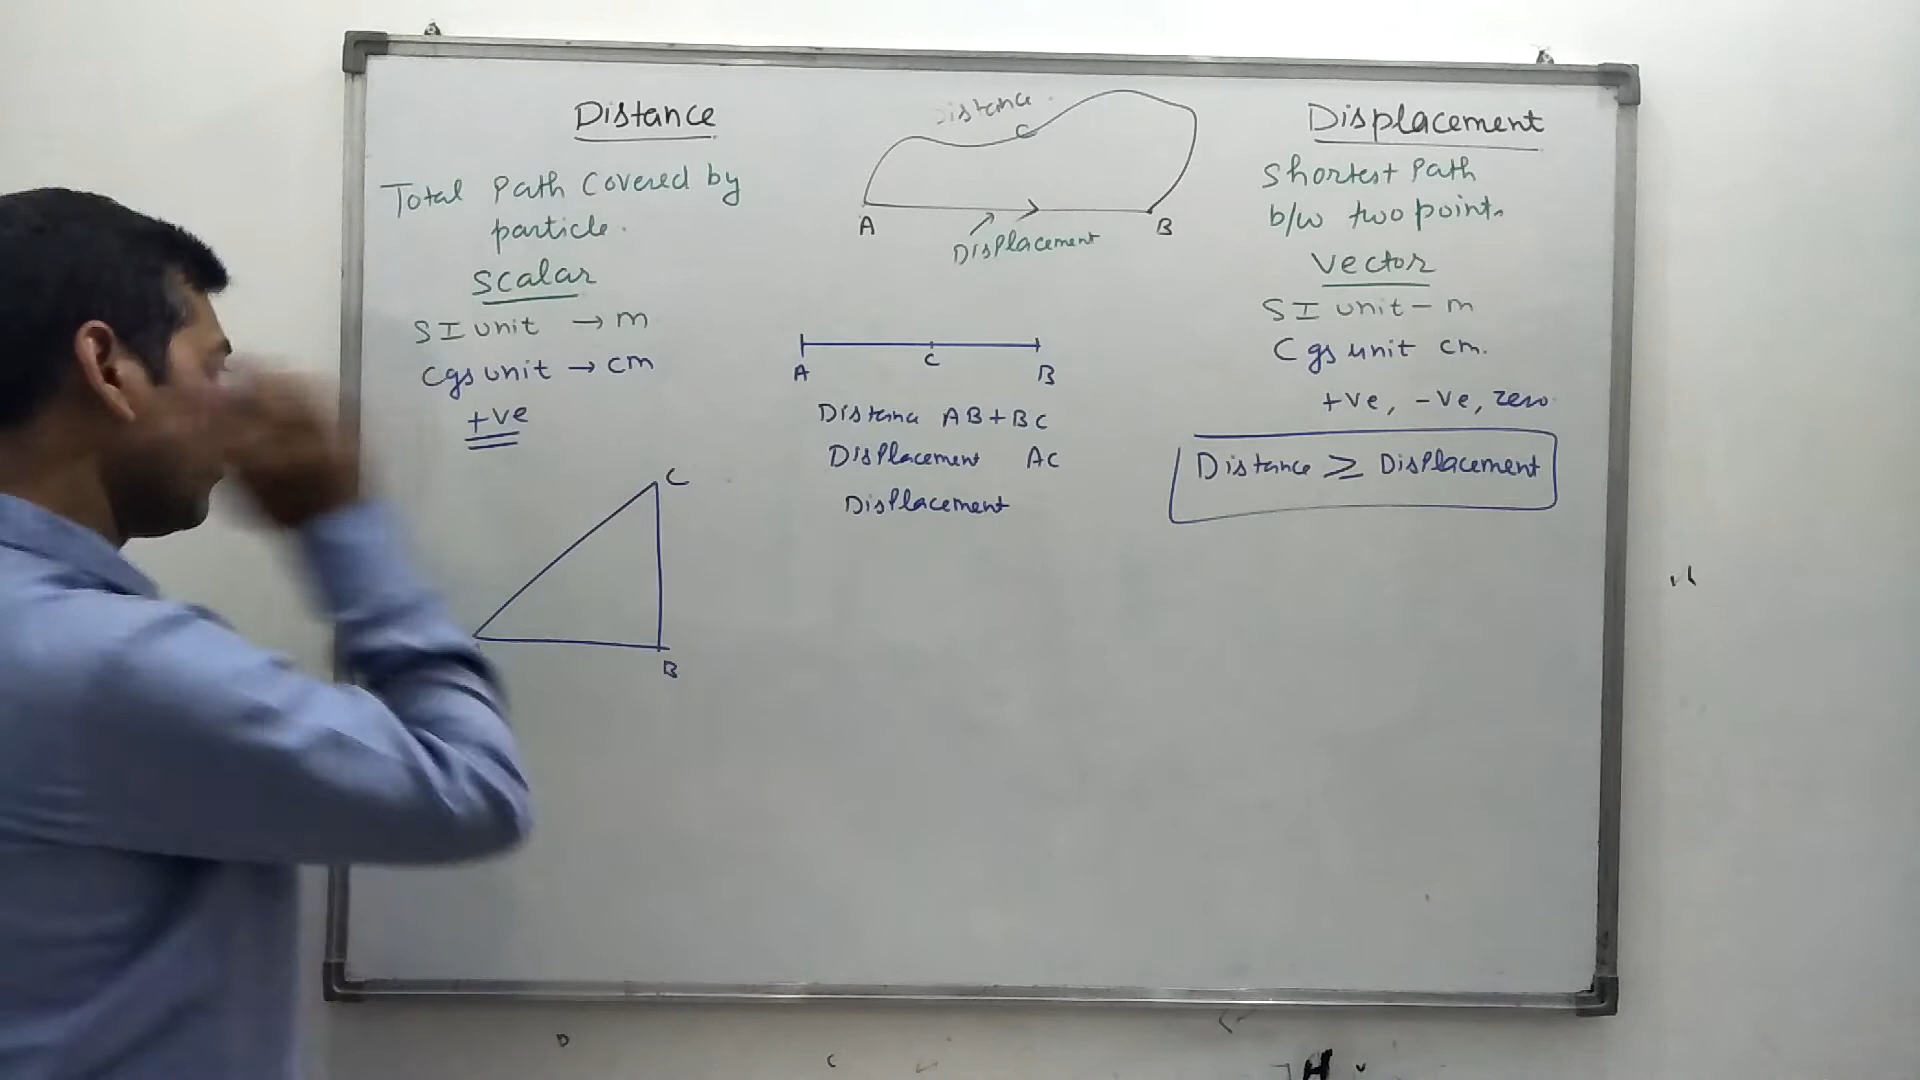 Distance
Total Path Covered by
particle.
Scalar
SI unit → m
Cgs unit → cm
+ve
C
B
Distance
C
A
B
Displacement
A
C
B
Distance AB + BC
Displacement AC
Displacement
Displacement
Shortest Path
b/w two points
Vector
SI unit - m
Cgs unit cm.
+ve, -ve, zero
Distance ≥ Displacement
D
C
H